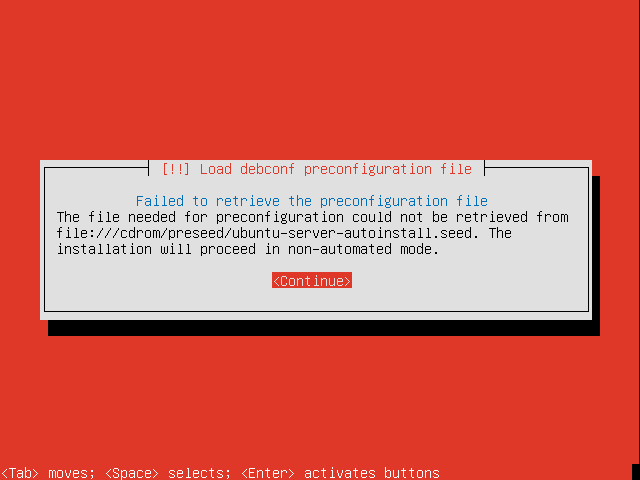 [!!] Load debconf preconfiguration file
Failed to retrieve the preconfiguration file
The file needed for preconfiguration could not be retrieved from
file:///cdrom/preseed/ubuntu-server-autoinstall.seed. The
installation will proceed in non-automated mode.
<Continue>
<Tab> moves; <Space> selects; <Enter> activates buttons